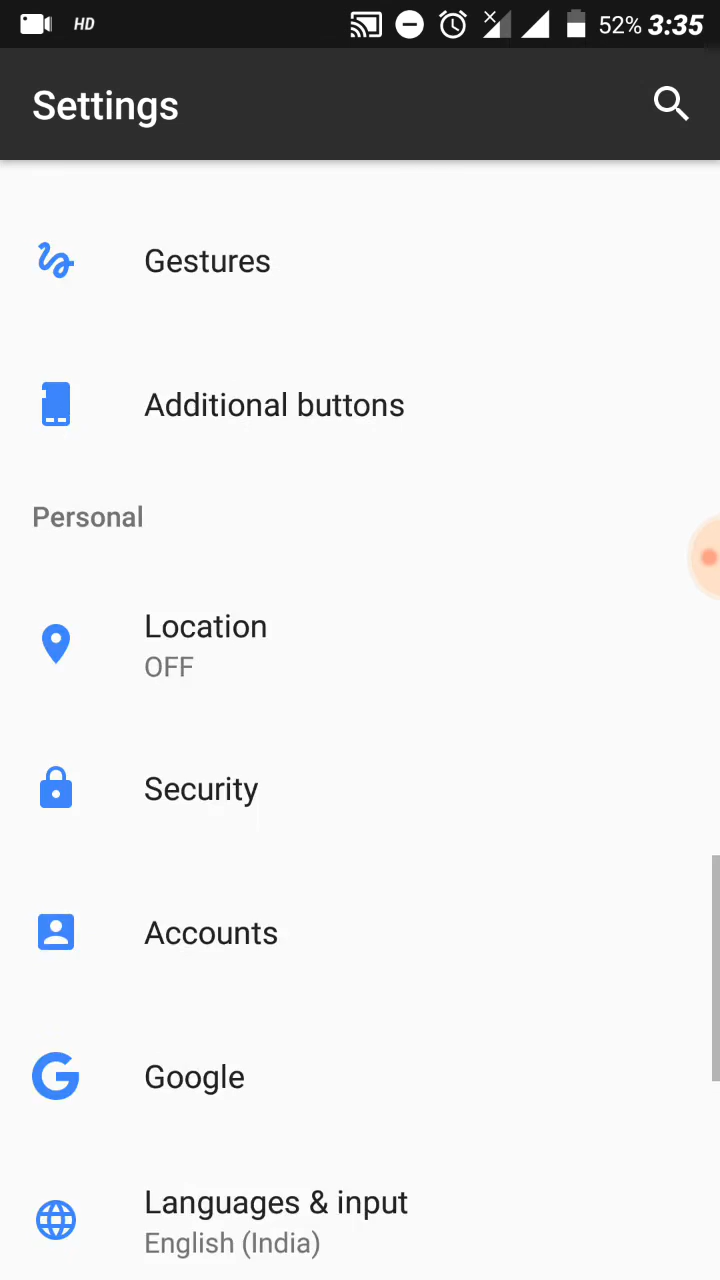 HD 52% 3:35
Settings
Gestures
Additional buttons
Personal
Location
OFF
Security
Accounts
Google
Languages & input
English (India)